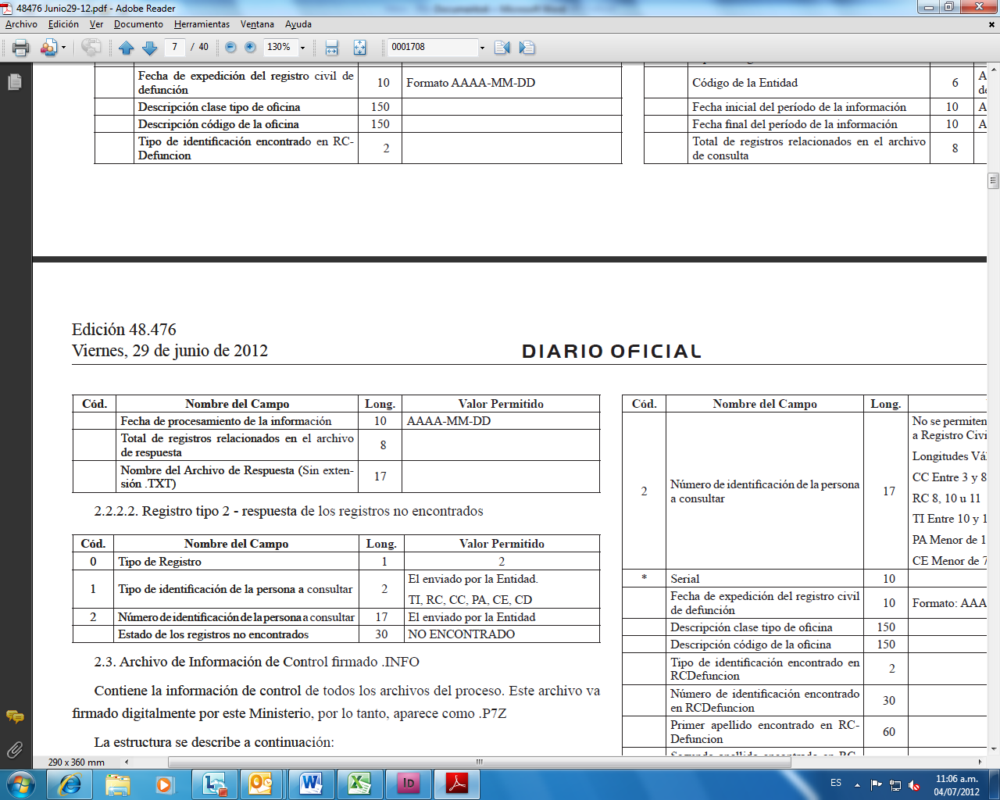 48476 Junio29-12.pdf - Adobe Reader
Archivo Edición Ver Documento Herramientas Ventana Ayuda
7 / 40 130% 0001708
Fecha de expedición del registro civil de defunción 10 Formato AAAA-MM-DD
Descripción clase tipo de oficina 150
Descripción código de la oficina 150
Tipo de identificación encontrado en RC-
Defuncion 2
Código de la Entidad 6 A
Fecha inicial del período de la información 10 A
Fecha final del período de la información 10 A
Total de registros relacionados en el archivo
de consulta 8
Edición 48.476
Viernes, 29 de junio de 2012
DIARIO OFICIAL
Cód. Nombre del Campo Long. Valor Permitido
Fecha de procesamiento de la información 10 AAAA-MM-DD
Total de registros relacionados en el archivo
de respuesta 8
Nombre del Archivo de Respuesta (Sin exten-
sión .TXT) 17
2.2.2.2. Registro tipo 2 - respuesta de los registros no encontrados
Cód. Nombre del Campo Long. Valor Permitido
0 Tipo de Registro 1 2
1 Tipo de identificación de la persona a consultar 2 El enviado por la Entidad.
TI, RC, CC, PA, CE, CD
2 Número de identificación de la persona a consultar 17 El enviado por la Entidad
Estado de los registros no encontrados 30 NO ENCONTRADO
2.3. Archivo de Información de Control firmado .INFO
Contiene la información de control de todos los archivos del proceso. Este archivo va
firmado digitalmente por este Ministerio, por lo tanto, aparece como .P7Z
La estructura se describe a continuación:
Cód. Nombre del Campo Long.
No se permiten
a Registro Civi
Longitudes Vá
CC Entre 3 y 8
2 Número de identificación de la persona
a consultar 17
RC 8, 10 u 11
TI Entre 10 y 1
PA Menor de 1
CE Menor de 7
* Serial 10
Fecha de expedición del registro civil
de defunción 10 Formato: AAA
Descripción clase tipo de oficina 150
Descripción código de la oficina 150
Tipo de identificación encontrado en
RCDefuncion 2
Número de identificación encontrado
en RCDefuncion 30
Primer apellido encontrado en RC-
Defuncion 60
290 x 360 mm
ES 11:06 a.m.
04/07/2012